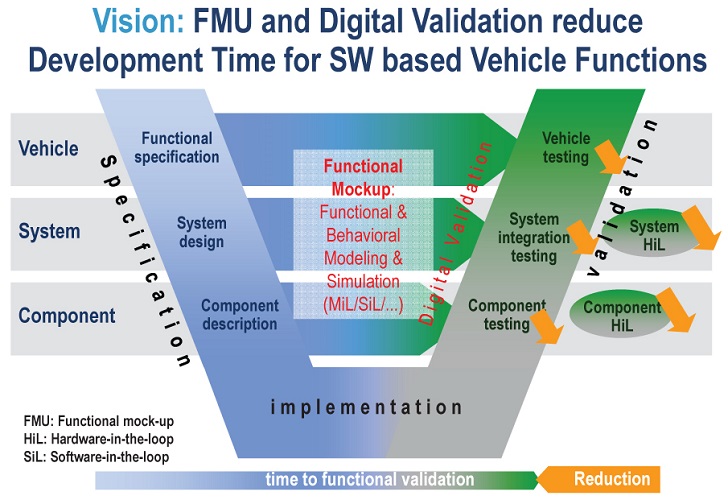 Vision: FMU and Digital Validation reduce
Development Time for SW based Vehicle Functions
Vehicle
Functional
specification
Vehicle
testing
System
System
design
System
integration
testing
System
HiL
Component
Component
description
Component
testing
Component
HiL
Specification
Functional
Mockup:
Functional &
Behavioral
Modeling &
Simulation
(MiL/SiL/...)
Digital Validation
validation
implementation
FMU: Functional mock-up
HiL: Hardware-in-the-loop
SiL: Software-in-the-loop
time to functional validation
Reduction